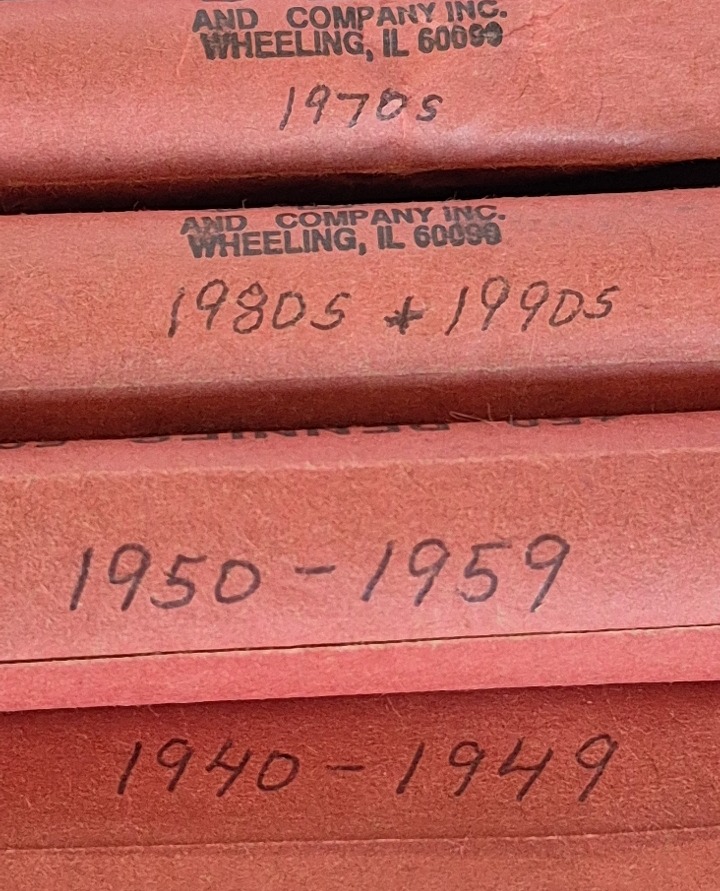 AND COMPANY INC.
WHEELING, IL 60099
1970s
AND COMPANY INC.
WHEELING, IL 60099
1980s + 1990s
PENNIES
1950 - 1959
1940 - 1949